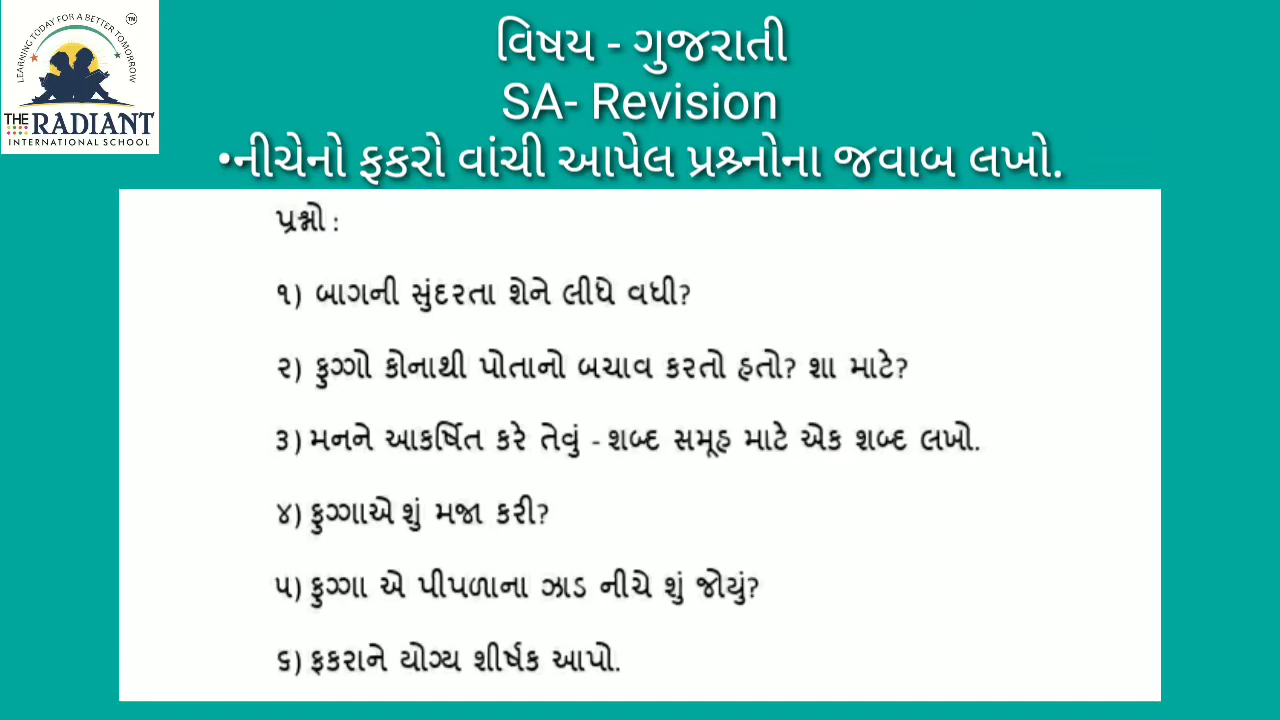 LEARNING TODAY FOR A BETTER TOMORROW
TM
THE RADIANT
INTERNATIONAL SCHOOL
વિષય - ગુજરાતી
SA- Revision
•નીચેનો ફકરો વાંચી આપેલ પ્રશ્નોના જવાબ લખો.
પ્રશ્નો :
૧) બાગની સુંદરતા શેને લીધે વધી?
૨) ફુગ્ગો કોનાથી પોતાનો બચાવ કરતો હતો? શા માટે?
૩) મનને આકર્ષિત કરે તેવું - શબ્દ સમૂહ માટે એક શબ્દ લખો.
૪) ફુગ્ગાએ શું મજા કરી?
૫) ફુગ્ગા એ પીપળાના ઝાડ નીચે શું જોયું?
૬) ફકરાને યોગ્ય શીર્ષક આપો.